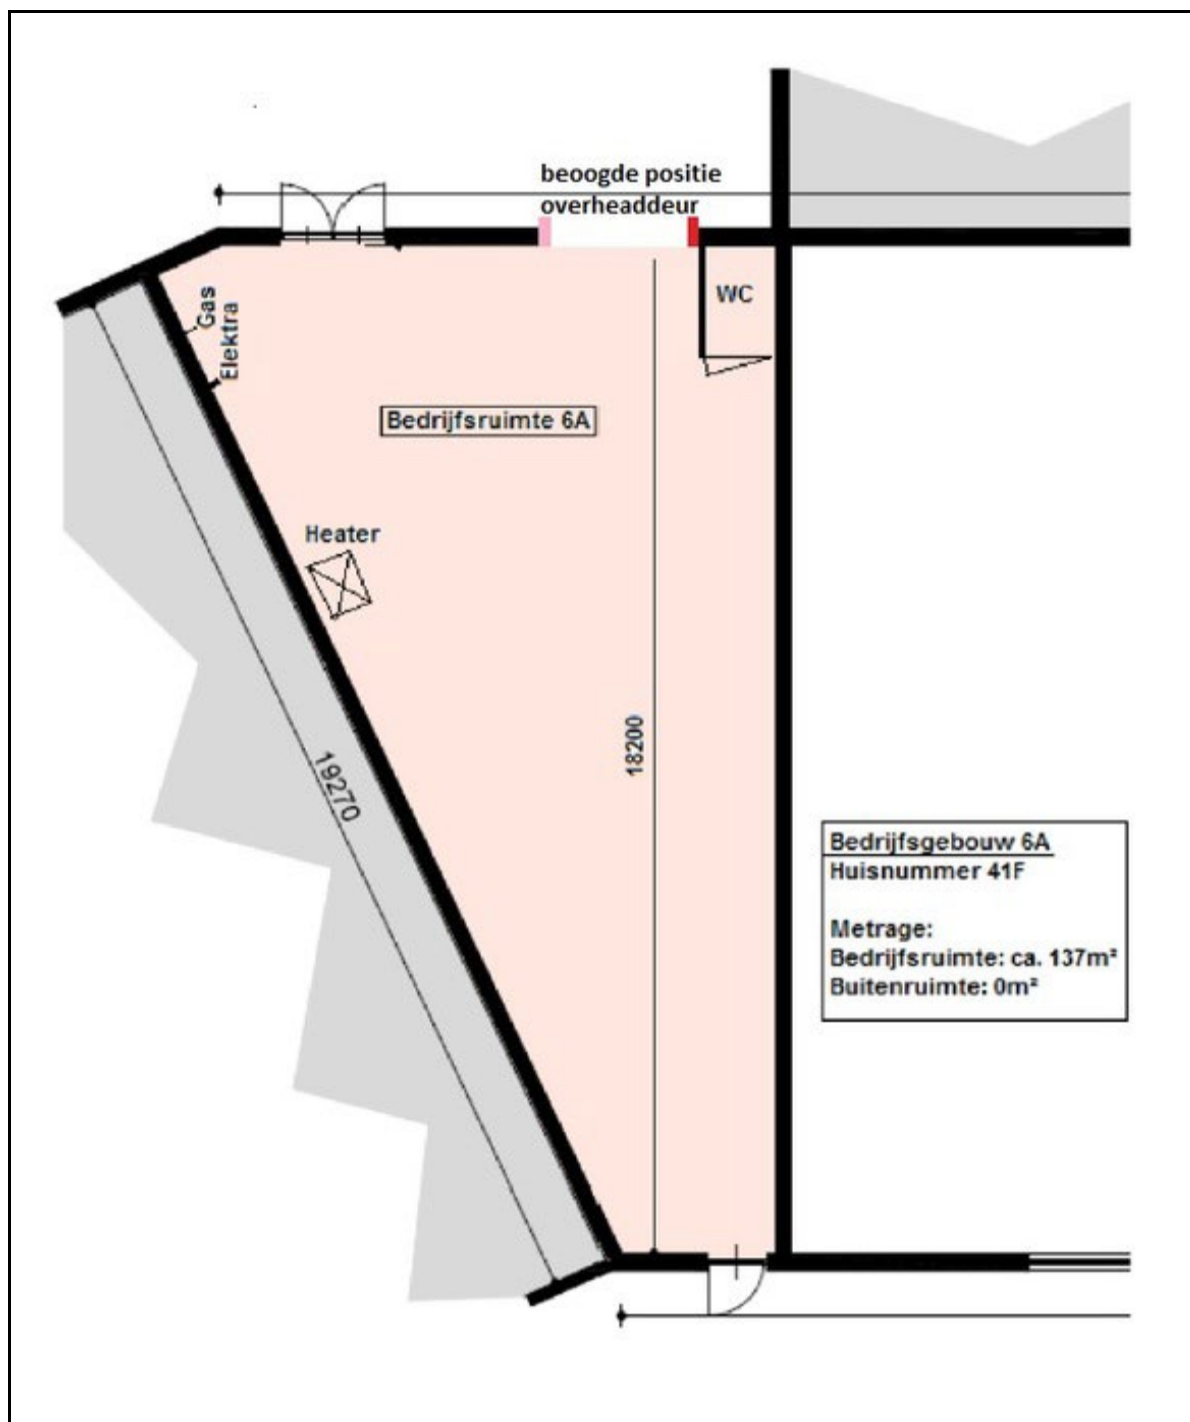 beoogde positie
overheaddeur
WC
Gas
Elektra
Bedrijfsruimte 6A
Heater
18200
19270
Bedrijfsgebouw 6A
Huisnummer 41F
Metrage:
Bedrijfsruimte: ca. 137m²
Buitenruimte: 0m²